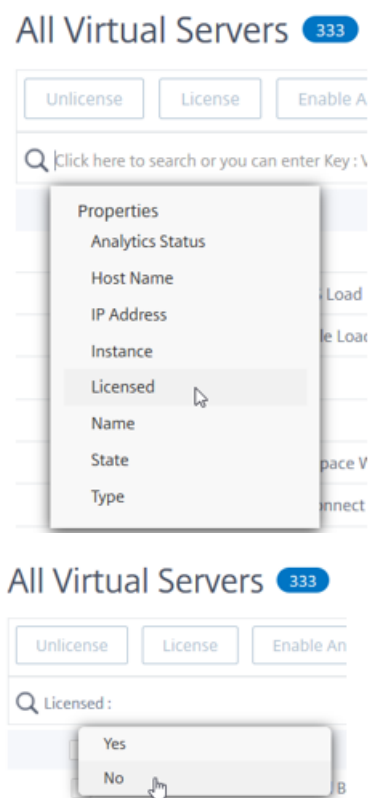 All Virtual Servers 333
Unlicense License Enable A
Click here to search or you can enter Key : V
Properties
Analytics Status
Host Name
IP Address
Load
Instance
le Load
Licensed
Name
State
pace W
Type
nnect
All Virtual Servers 333
Unlicense License Enable An
Licensed :
Yes
No
B